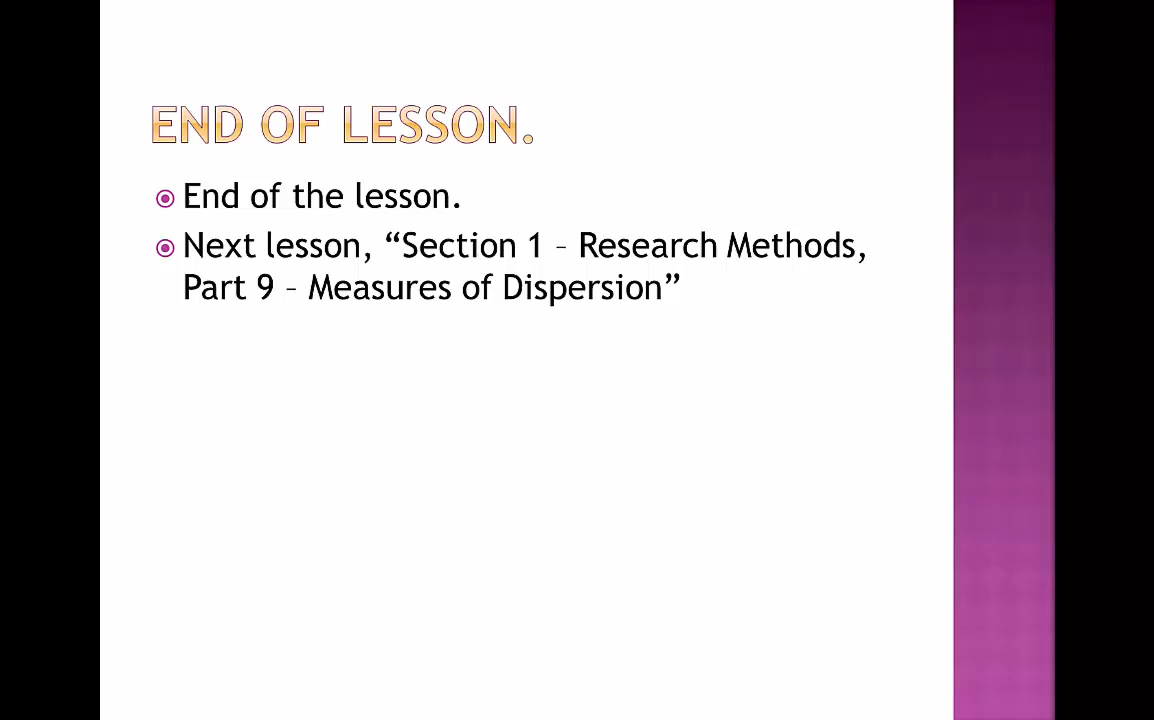 END OF LESSON.
End of the lesson.
Next lesson, “Section 1 – Research Methods,
Part 9 – Measures of Dispersion”